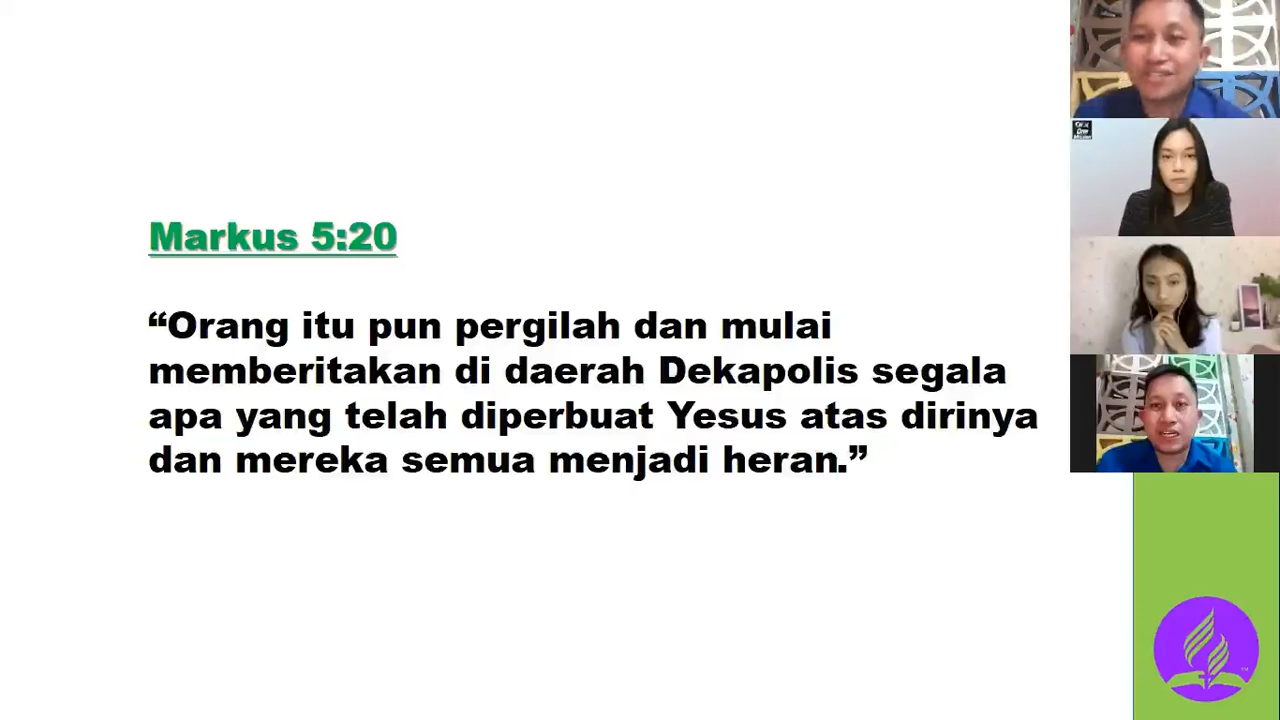 Markus 5:20
“Orang itu pun pergilah dan mulai
memberitakan di daerah Dekapolis segala
apa yang telah diperbuat Yesus atas dirinya
dan mereka semua menjadi heran.”
TM